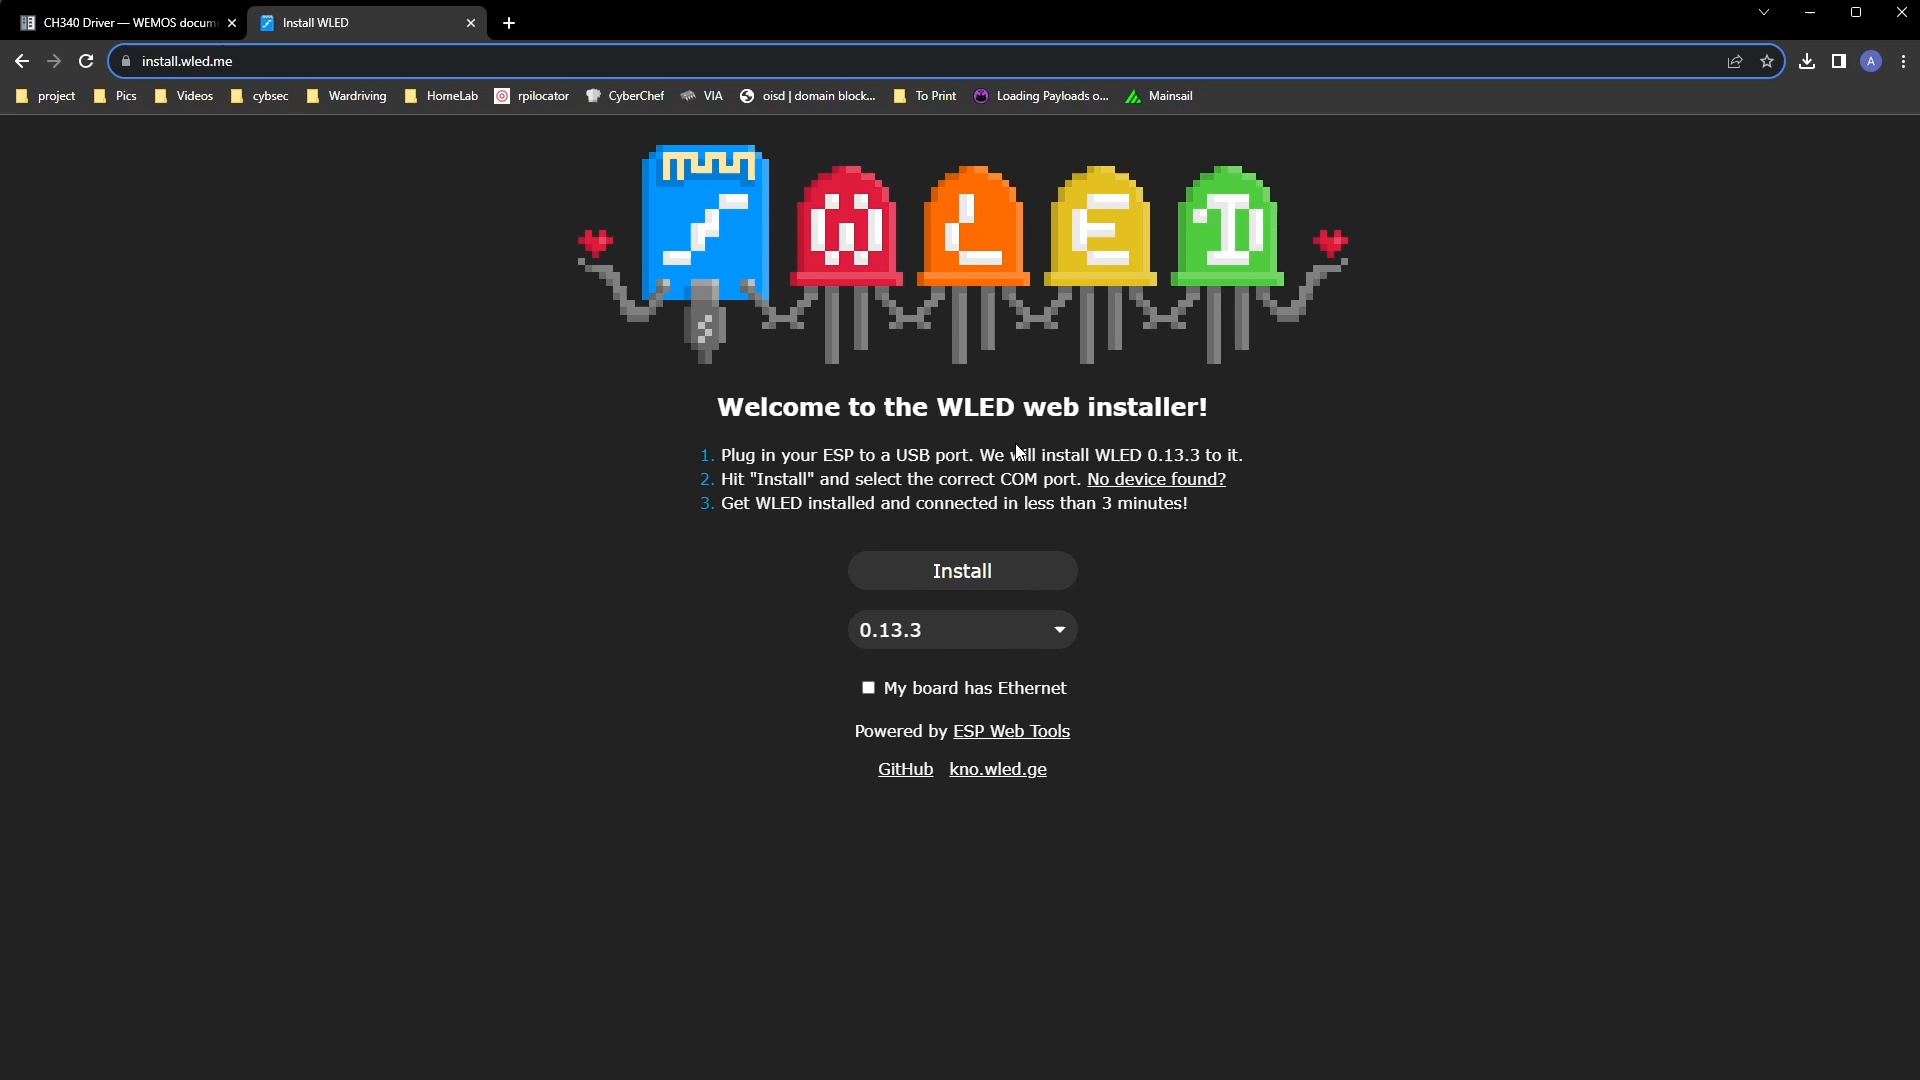 CH340 Driver — WEMOS docum
Install WLED
install.wled.me
A
project
Pics
Videos
cybsec
Wardriving
HomeLab
rpilocator
CyberChef
VIA
oisd | domain block...
To Print
Loading Payloads o...
Mainsail
WLED
Welcome to the WLED web installer!
1. Plug in your ESP to a USB port. We will install WLED 0.13.3 to it.
2. Hit "Install" and select the correct COM port. No device found?
3. Get WLED installed and connected in less than 3 minutes!
Install
0.13.3
My board has Ethernet
Powered by ESP Web Tools
GitHub kno.wled.ge